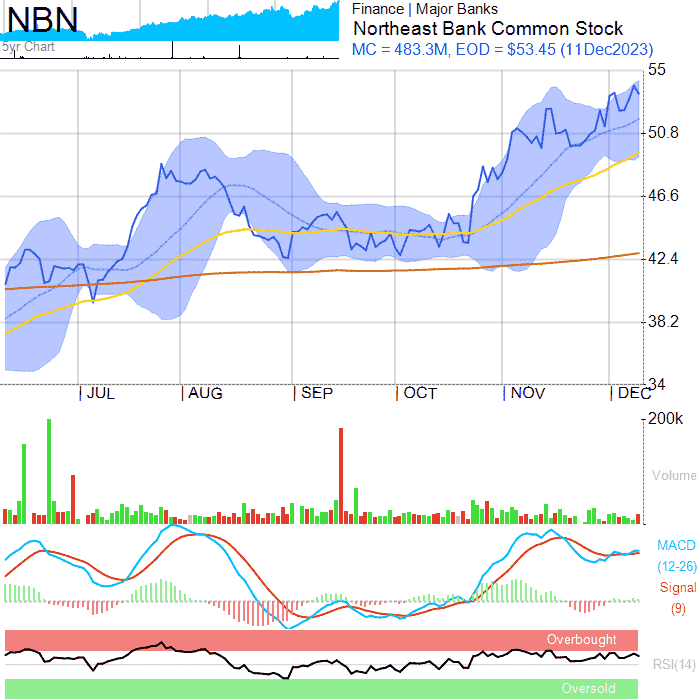 NBN
5yr Chart
Finance | Major Banks
Northeast Bank Common Stock
MC = 483.3M, EOD = $53.45 (11Dec2023)
55
50.8
46.6
42.4
38.2
34
JUL AUG SEP OCT NOV DEC
200k
Volume
MACD
(12-26)
Signal
(9)
Overbought
RSI(14)
Oversold